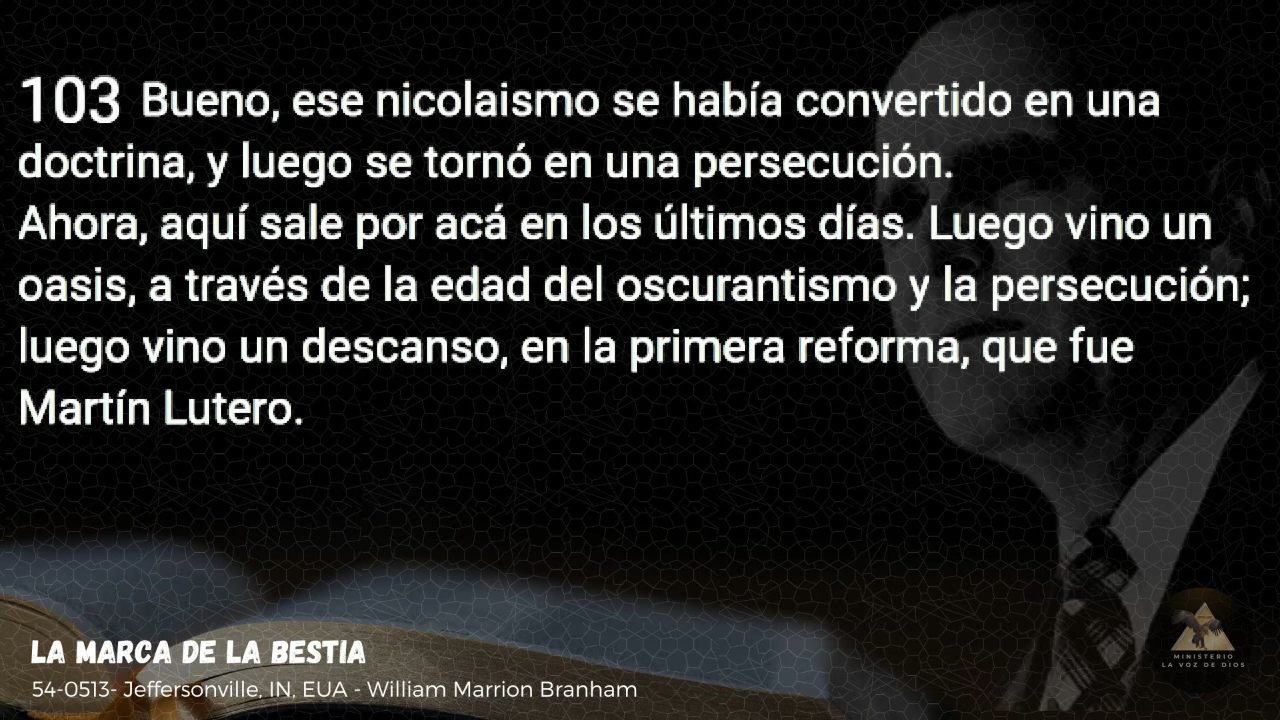 103 Bueno, ese nicolaismo se había convertido en una
doctrina, y luego se tornó en una persecución.
Ahora, aquí sale por acá en los últimos días. Luego vino un
oasis, a través de la edad del oscurantismo y la persecución;
luego vino un descanso, en la primera reforma, que fue
Martín Lutero.
LA MARCA DE LA BESTIA
54-0513- Jeffersonville, IN, EUA - William Marrion Branham
MINISTERIO
LA VOZ DE DIOS